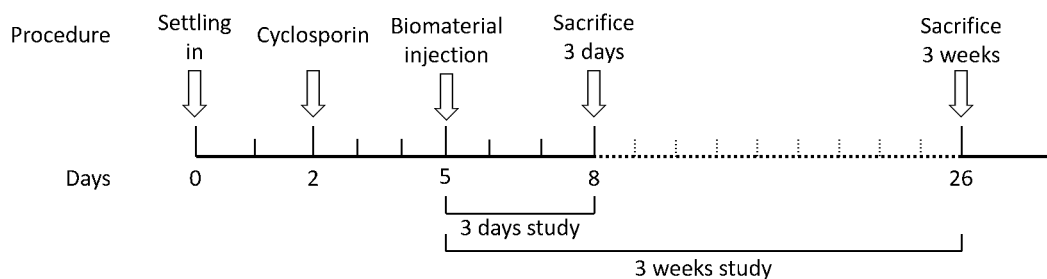 Procedure
Settling
in
Cyclosporin
Biomaterial
injection
Sacrifice
3 days
Sacrifice
3 weeks
Days
0
2
5
8
26
3 days study
3 weeks study